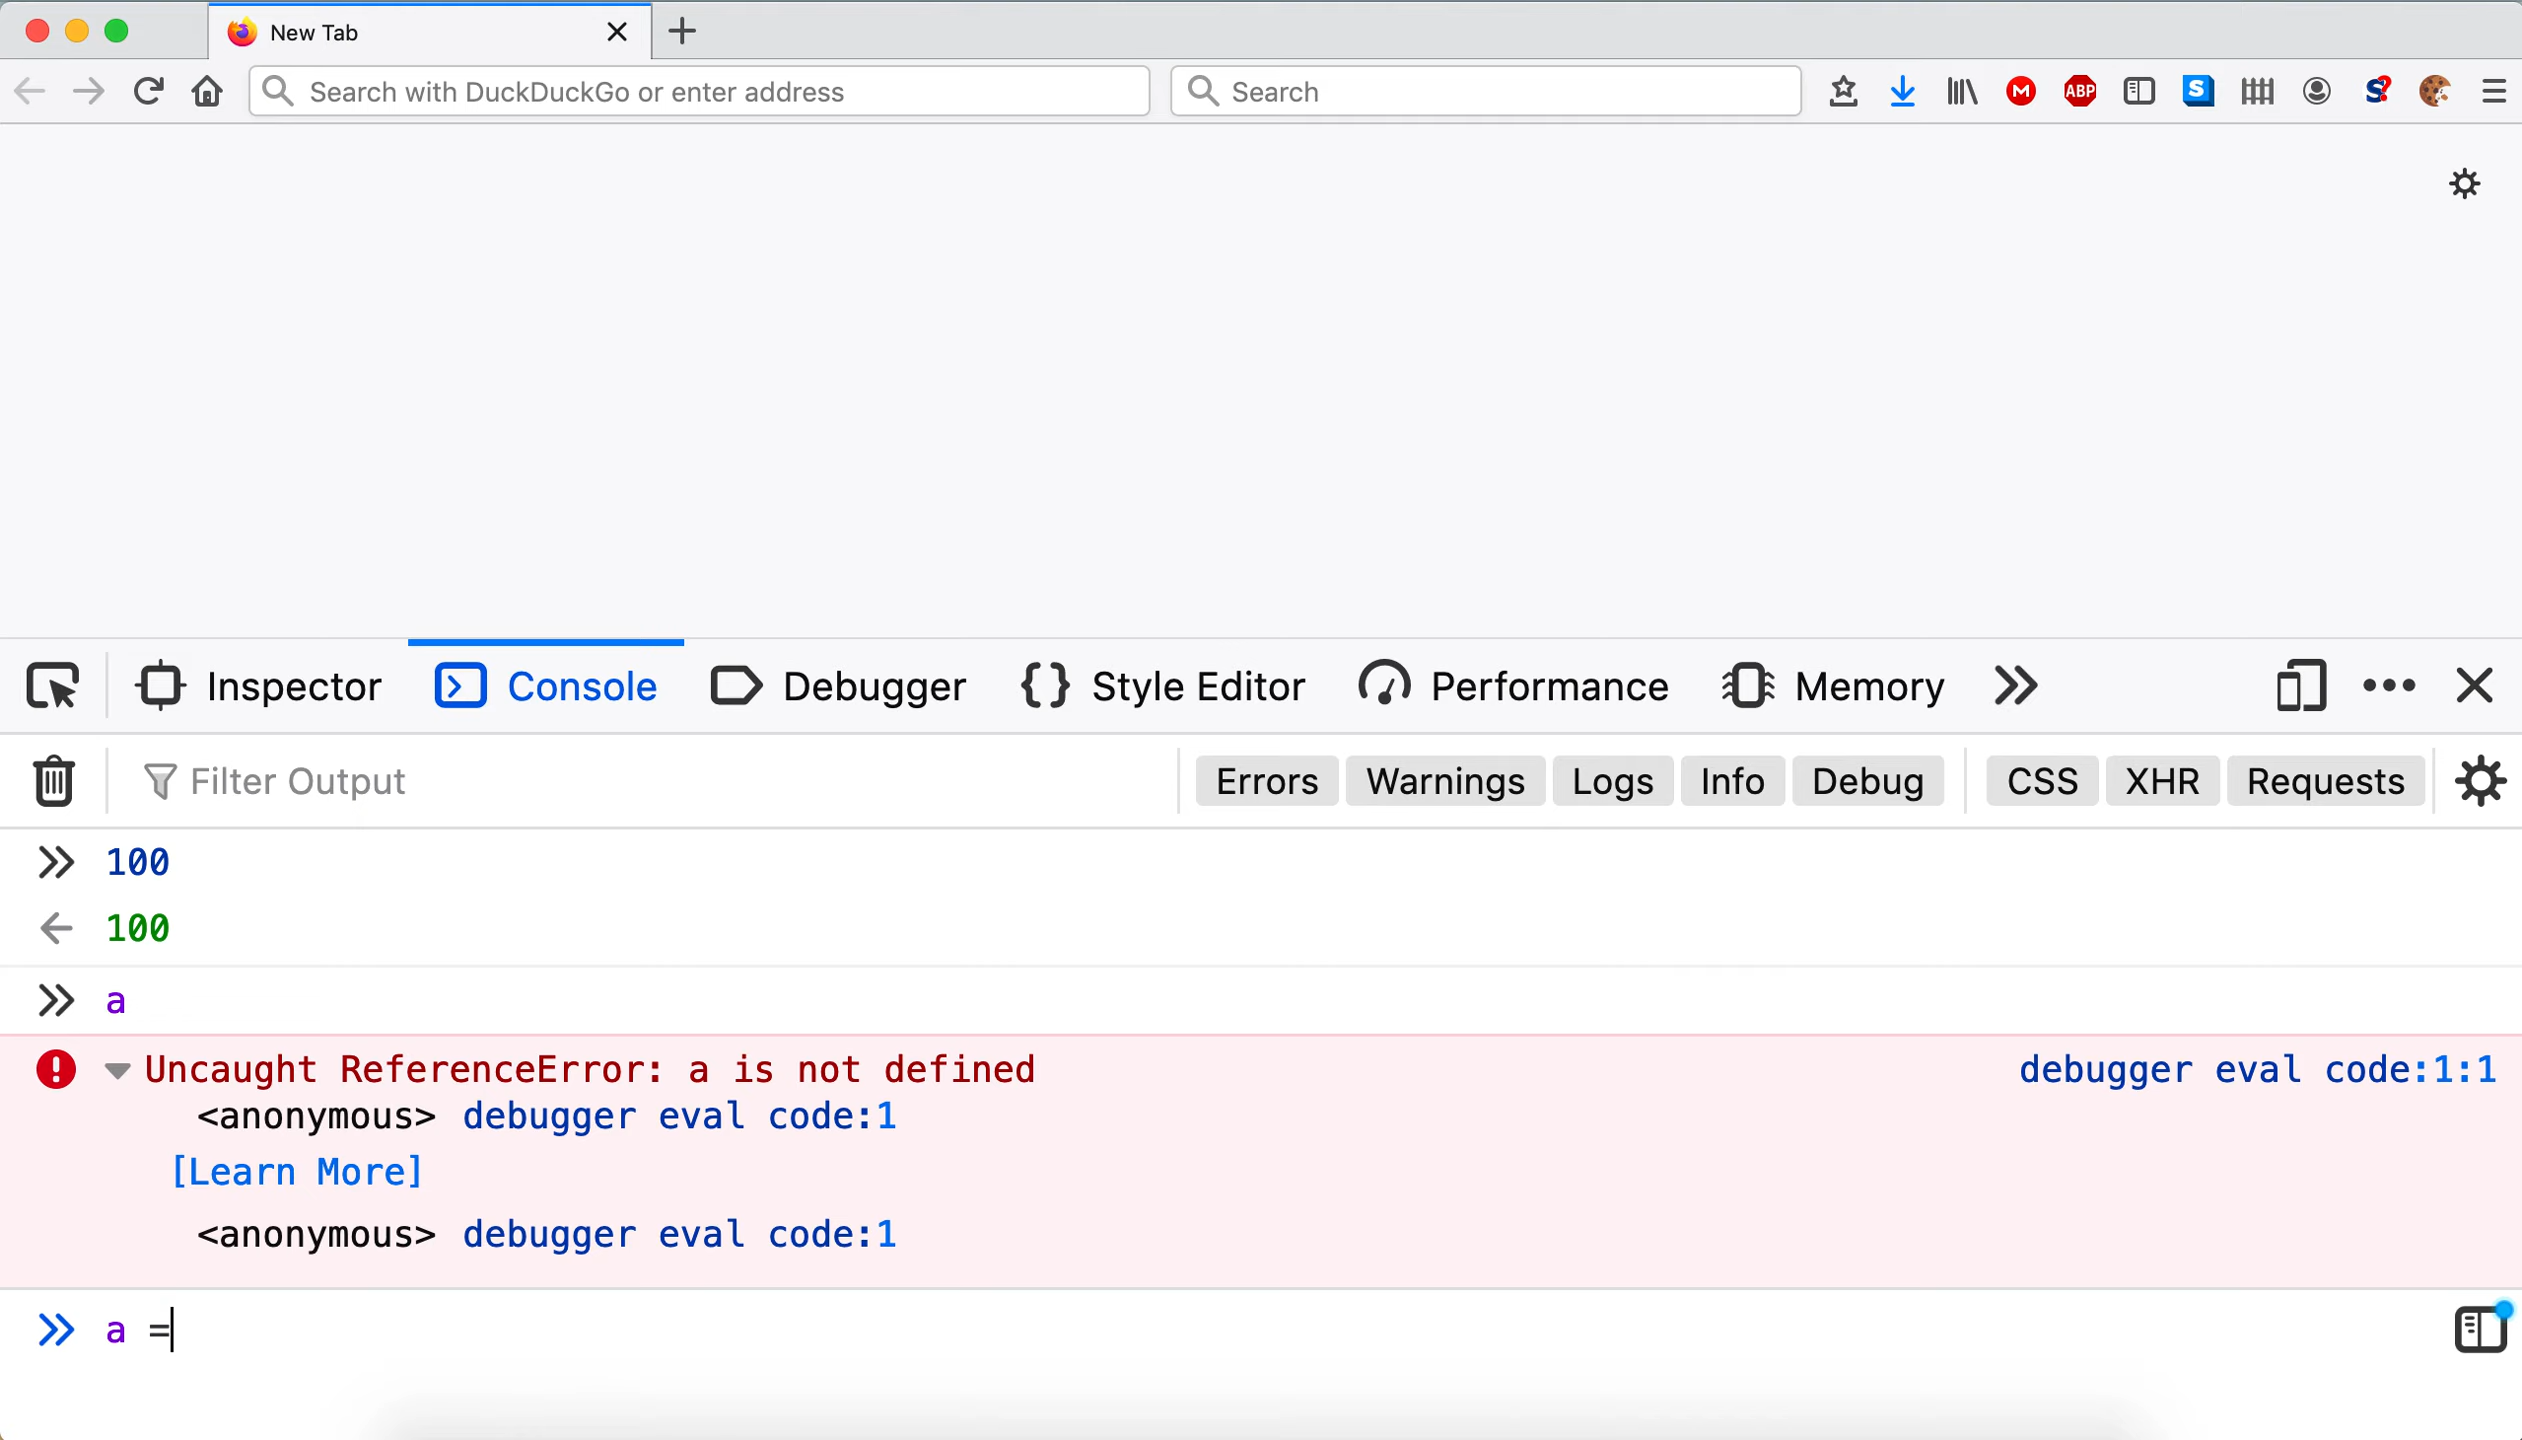 New Tab
Search with DuckDuckGo or enter address
Search
M
ABP
S
S?
Inspector
Console
Debugger
Style Editor
Performance
Memory
Filter Output
Errors
Warnings
Logs
Info
Debug
CSS
XHR
Requests
>> 100
← 100
>> a
Uncaught ReferenceError: a is not defined
debugger eval code:1:1
<anonymous> debugger eval code:1
[Learn More]
<anonymous> debugger eval code:1
>> a =